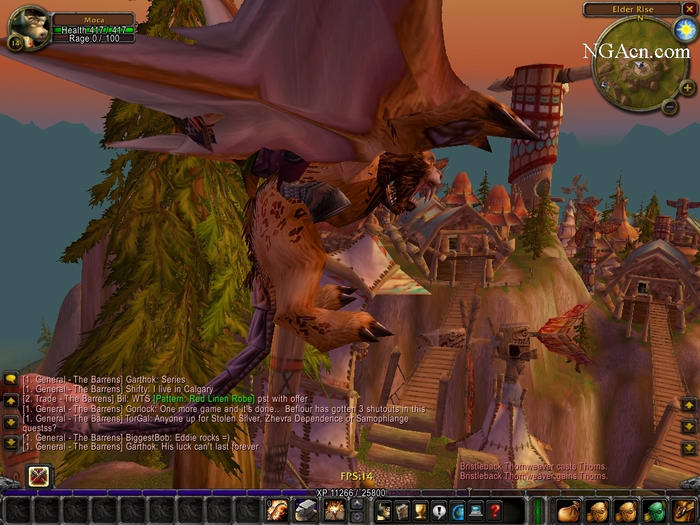 Moca
Health 417 / 417
Rage 0 / 100
14
Elder Rise
N
NGAcn.com
[1. General - The Barrens] Garthok: Series
[1. General - The Barrens] Shifty: I live in Calgary
[2. Trade - The Barrens] Bil: WTS [Pattern: Red Linen Robe] pst with offer
[1. General - The Barrens] Gorlock: One more game and it's done.. Belfour has gotten 3 shutouts in this
[1. General - The Barrens] TorGal: Anyone up for Stolen Silver, Zhevra Dependence of Samophlange
questss?
[1. General - The Barrens] BiggestBob: Eddie rocks =)
[1. General - The Barrens] Garthok: His luck can't last forever
Bristleback Thornweaver casts Thorns.
Bristleback Thornweaver gains Thorns.
FPS:14
XP 11266 / 25800